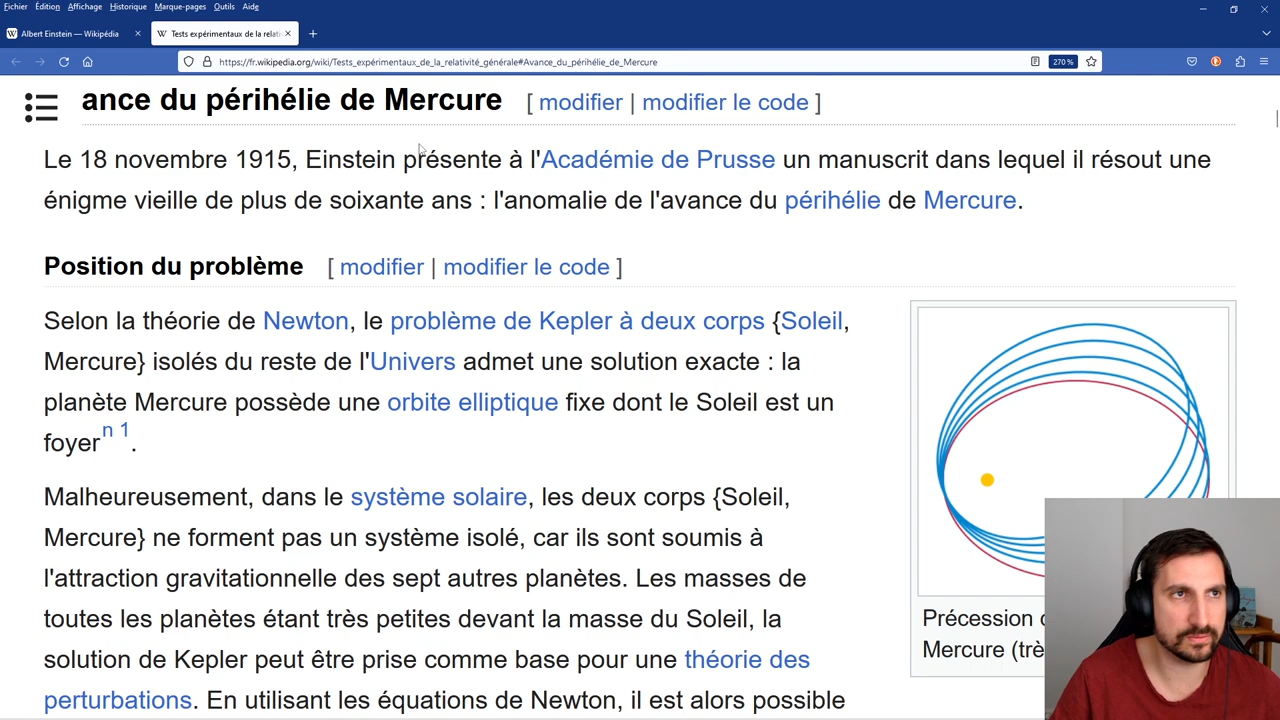 Fichier Édition Affichage Historique Marque-pages Outils Aide
Albert Einstein — Wikipédia
Tests expérimentaux de la relati
https://fr.wikipedia.org/wiki/Tests_expérimentaux_de_la_relativité_générale#Avance_du_périhélie_de_Mercure
270 %
ance du périhélie de Mercure [ modifier | modifier le code ]
Le 18 novembre 1915, Einstein présente à l'Académie de Prusse un manuscrit dans lequel il résout une
énigme vieille de plus de soixante ans : l'anomalie de l'avance du périhélie de Mercure.
Position du problème [ modifier | modifier le code ]
Selon la théorie de Newton, le problème de Kepler à deux corps {Soleil,
Mercure} isolés du reste de l'Univers admet une solution exacte : la
planète Mercure possède une orbite elliptique fixe dont le Soleil est un
foyer n 1.
Malheureusement, dans le système solaire, les deux corps {Soleil,
Mercure} ne forment pas un système isolé, car ils sont soumis à
l'attraction gravitationnelle des sept autres planètes. Les masses de
toutes les planètes étant très petites devant la masse du Soleil, la
solution de Kepler peut être prise comme base pour une théorie des
perturbations. En utilisant les équations de Newton, il est alors possible
Précession
Mercure (trè